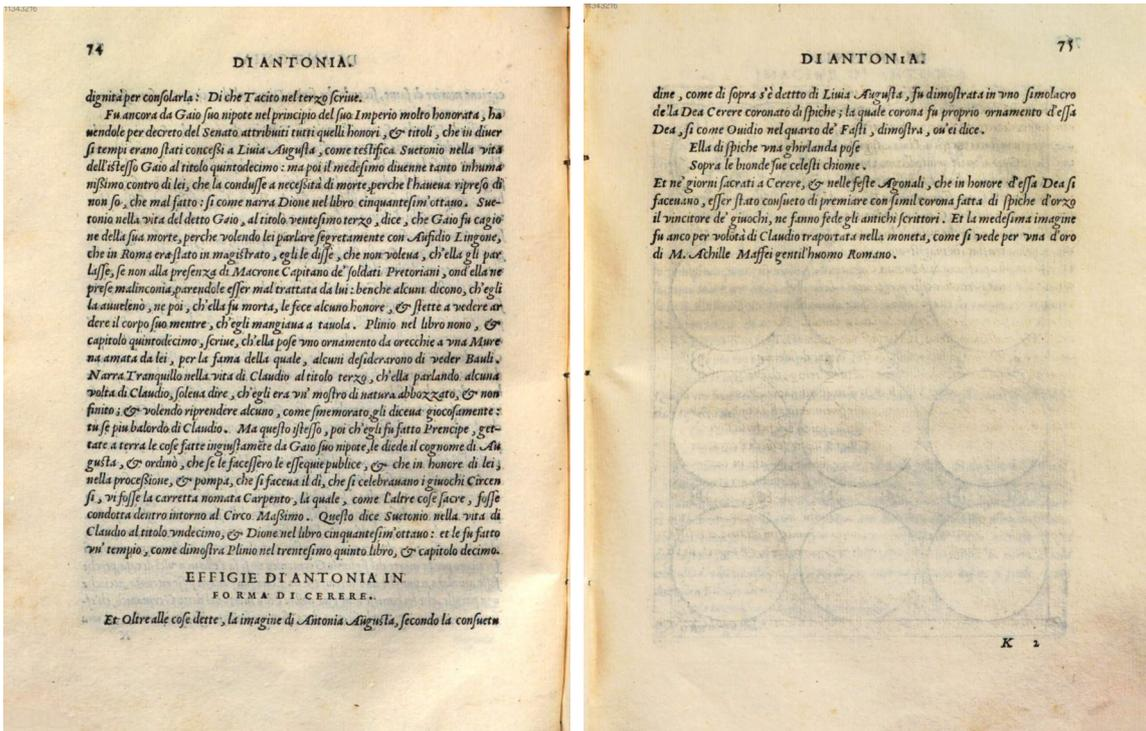 11343216
74
DI ANTONIA.
dignità per consolarla: Di che Tacito nel terzo scriue.
Fu ancora da Gaio suo nipote nel principio del suo Imperio molto honorata, ha
uendole per decreto del Senato attribuiti tutti quelli honori, & titoli, che in diuer
si tempi erano stati concessi a Liuia Augusta, come testifica. Suetonio nella vita
dell'istesso Gaio al titolo quintodecimo: ma poi il medesimo diuenne tanto inhuma
nissimo contro di lei, che la condusse a necessità di morte, perche l'haueua ripreso di
non so, che mal fatto: si come narra Dione nel libro cinquantesim'ottauo. Sue-
tonio nella vita del detto Gaio, al titolo ventesimo terzo, dice, che Gaio fu cagio
ne della sua morte, perche volendo lei parlare segretamente con Aufidio Lingone,
che in Roma era stato in magistrato, egli le disse, che non voleua, ch'ella gli par
lasse, se non alla presenza di Macrone Capitano de' soldati Pretoriani, ond'ella ne
prese malinconia, parendole esser mal trattata da lui: benche alcuni dicono, ch'egli
la auuelenò, ne poi, ch'ella fu morta, le fece alcuno honore, & stette a vedere ar
dere il corpo suo mentre, ch'egli mangiaua a tauola. Plinio nel libro nono, &
capitolo quintodecimo, scriue, ch'ella pose vno ornamento da orecchie a vna Mure
na amata da lei, per la fama della quale, alcuni desiderarono di veder Bauli.
Narra Tranquillo nella vita di Claudio al titolo terzo, ch'ella parlando alcuna
volta di Claudio, soleua dire, ch'egli era vn' mostro di natura abbozzato, & non
finito; & volendo riprendere alcuno, come smemorato, gli diceua giocosamente:
tu se piu balordo di Claudio. Ma questo istesso, poi ch'egli fu fatto Prencipe, get-
tate a terra le cose fatte ingiustamēte da Gaio suo nipote, le diede il cognome di Au
gusta, & ordinò, che se le facessero le essequie publice, & che in honore di lei,
nella processione, & pompa, che si faceua il dì, che si celebrauano i giuochi Circen
si, vi fosse la carretta nomata Carpento, la quale, come l'altre cose sacre, fosse
condotta dentro intorno al Circo Massimo. Questo dice Suetonio nella vita di
Claudio al titolo vndecimo, & Dione nel libro cinquantesim'ottauo: et le fu fatto
vn' tempio, come dimostra Plinio nel trentesimo quinto libro, & capitolo decimo.
EFFIGIE DI ANTONIA IN
FORMA DI CERERE.
Et Oltre alle cose dette, la imagine di Antonia Augusta, secondo la consuetu
11343216
75
DI ANTONIA.
dine, come di sopra s'è dettto di Liuia Augusta, fu dimostrata in vno simolacro
de'la Dea Cerere coronato di spiche; la quale corona fu proprio ornamento d'essa
Dea, si come Ouidio nel quarto de' Fasti, dimostra, ou'ei dice.
Ella di spiche vna ghirlanda pose
Sopra le bionde sue celesti chiome.
Et ne' giorni sacrati a Cerere, & nelle feste Agonali, che in honore d'essa Dea si
faceuano, esser stato consueto di premiare con simil corona fatta di spiche d'orzo
il vincitore de' giuochi, ne fanno fede gli antichi scrittori. Et la medesima imagine
fu anco per volōtà di Claudio traportata nella moneta, come si vede per vna d'oro
di M. Achille Maffei gentil'huomo Romano.
K 2